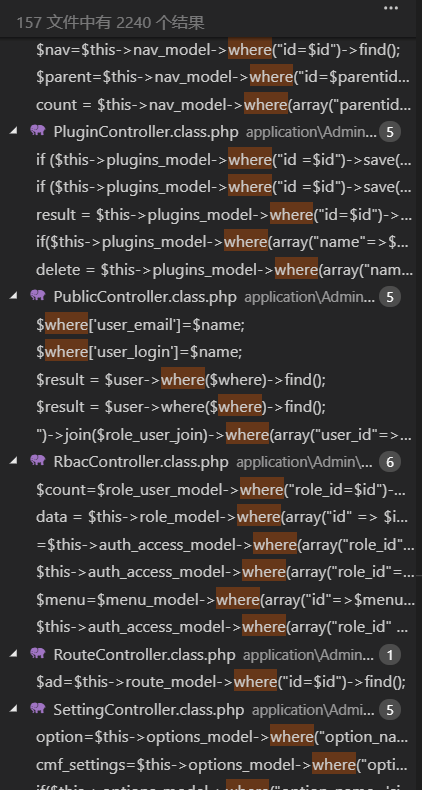 157 文件中有 2240 个结果
$nav=$this->nav_model->where("id=$id")->find();
$parent=$this->nav_model->where("id=$parentid...
count = $this->nav_model->where(array("parentid...
PluginController.class.php application\Admin... 5
if ($this->plugins_model->where("id =$id")->save(...
if ($this->plugins_model->where("id =$id")->save(...
result = $this->plugins_model->where("id=$id")->...
if($this->plugins_model->where(array("name"=>$...
delete = $this->plugins_model->where(array("nam...
PublicController.class.php application\Admin... 5
$where['user_email']=$name;
$where['user_login']=$name;
$result = $user->where($where)->find();
$result = $user->where($where)->find();
")->join($role_user_join)->where(array("user_id"=>...
RbacController.class.php application\Admin\... 6
$count=$role_user_model->where("role_id=$id")-...
data = $this->role_model->where(array("id" => $i...
=$this->auth_access_model->where(array("role_id"...
$this->auth_access_model->where(array("role_id"=...
$menu=$menu_model->where(array("id"=>$menu...
$this->auth_access_model->where(array("role_id" ...
RouteController.class.php application\Admin... 1
$ad=$this->route_model->where("id=$id")->find();
SettingController.class.php application\Admi... 5
option=$this->options_model->where("option_na...
cmf_settings=$this->options_model->where("opti...